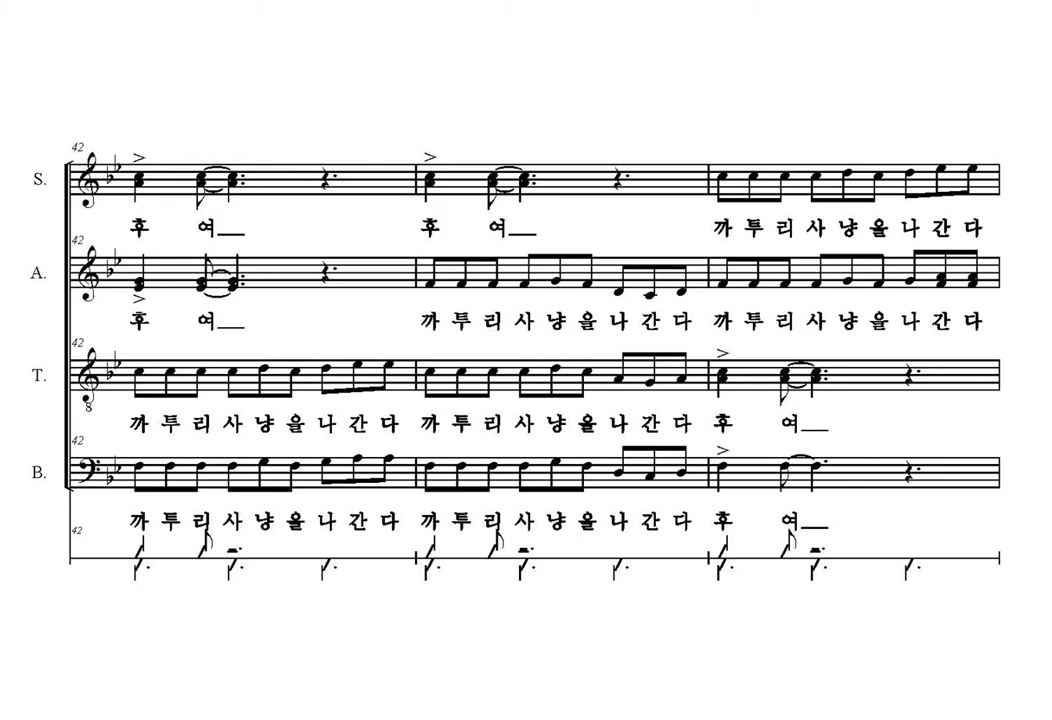 42
S.
후 여__ 후 여__ 까 투 리 사 냥 을 나 간 다
42
A.
후 여__ 까 투 리 사 냥 을 나 간 다 까 투 리 사 냥 을 나 간 다
42
T.
8
까 투 리 사 냥 을 나 간 다 까 투 리 사 냥 을 나 간 다 후 여__
42
B.
까 투 리 사 냥 을 나 간 다 까 투 리 사 냥 을 나 간 다 후 여__
42